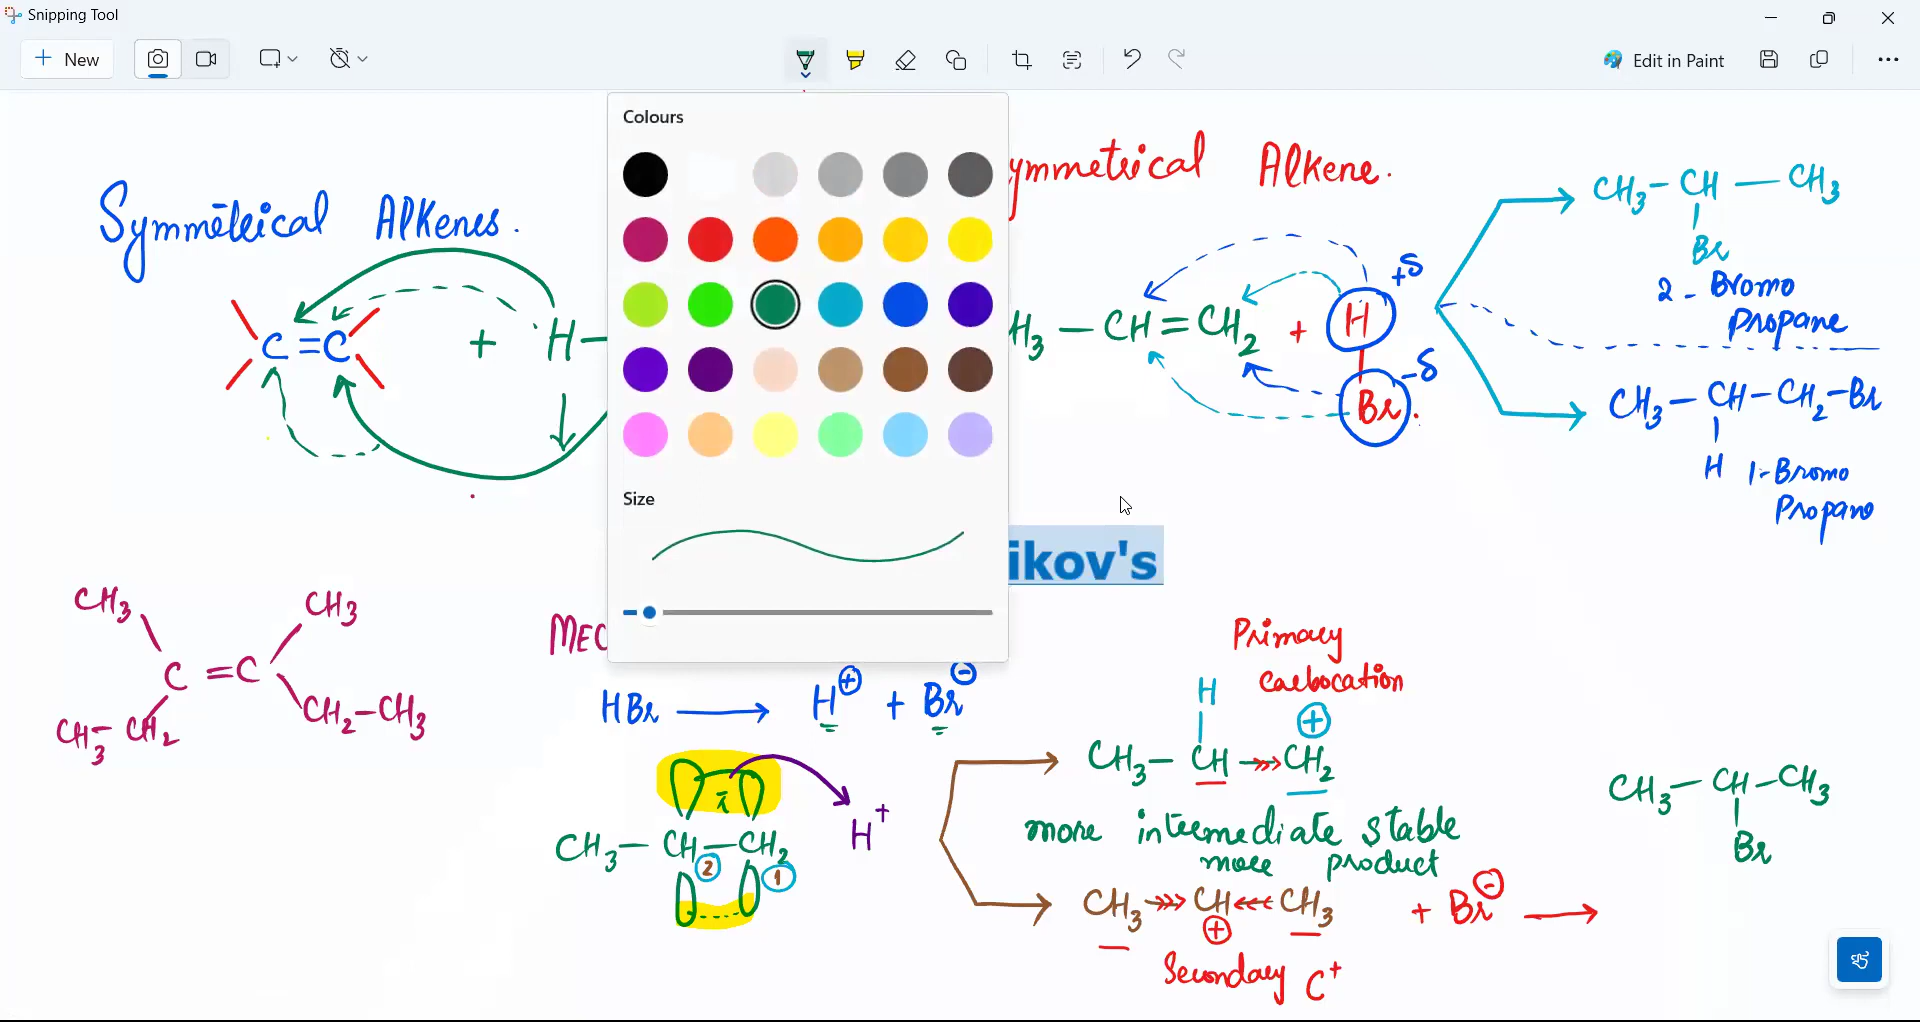 Snipping Tool
New
Edit in Paint
Colours
Size
Symmetrical Alkenes.
C=C + H-
ymmetrical Alkene.
H3 — CH=CH2 + H +δ
Br. -δ
CH3 - CH — CH3
Br
2 - Bromo
Propane
CH3 - CH - CH2 - Br
H
1 - Bromo
Propane
ikov's
CH3 CH3
C =C
CH3- CH2 CH2-CH3
MEC
HBr ⟶ H⊕ + Br⊖
CH3 — CH — CH2
2 1
H+
Primary
carbocation
H ⊕
CH3 — CH → CH2
more intermediate stable
more product
CH3 CH CH3 + Br⊖ ⟶
⊕
Secondary C+
CH3 — CH — CH3
Br